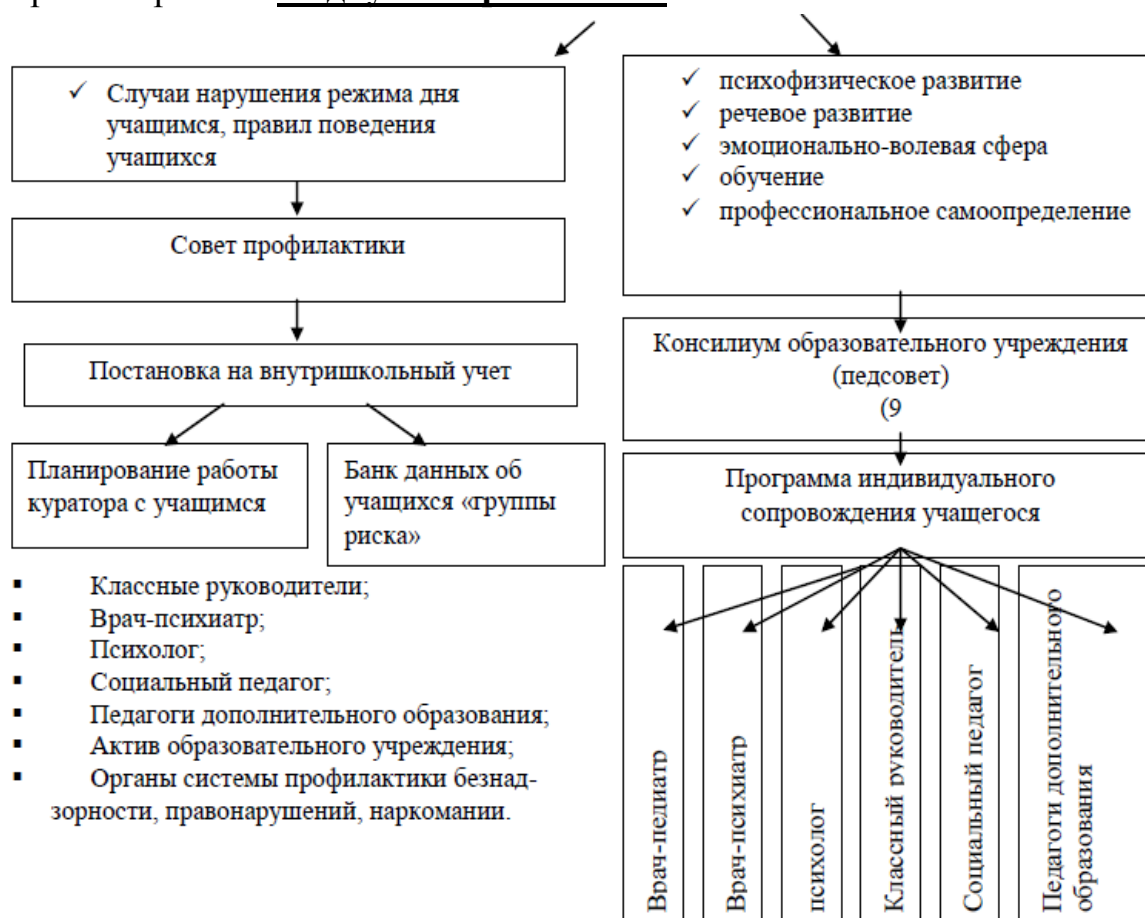 ✓ Случаи нарушения режима дня
учащимся, правил поведения
учащихся
Совет профилактики
Постановка на внутришкольный учет
Планирование работы
куратора с учащимся
Банк данных об
учащихся «группы
риска»
▪ Классные руководители;
▪ Врач-психиатр;
▪ Психолог;
▪ Социальный педагог;
▪ Педагоги дополнительного образования;
▪ Актив образовательного учреждения;
▪ Органы системы профилактики безнад-
зорности, правонарушений, наркомании.
✓ психофизическое развитие
✓ речевое развитие
✓ эмоционально-волевая сфера
✓ обучение
✓ профессиональное самоопределение
Консилиум образовательного учреждения
(педсовет)
(9
Программа индивидуального
сопровождения учащегося
Врач-педиатр
Врач-психиатр
психолог
Классный руководитель
Социальный педагог
Педагоги дополнительного
образования